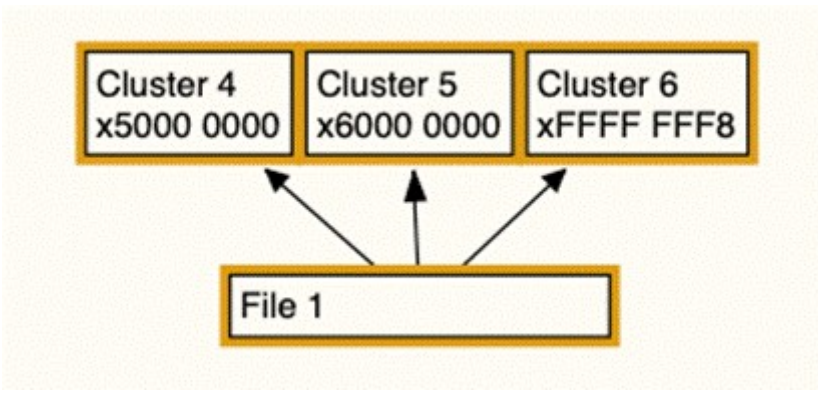 Cluster 4
x5000 0000
Cluster 5
x6000 0000
Cluster 6
xFFFF FFF8
File 1